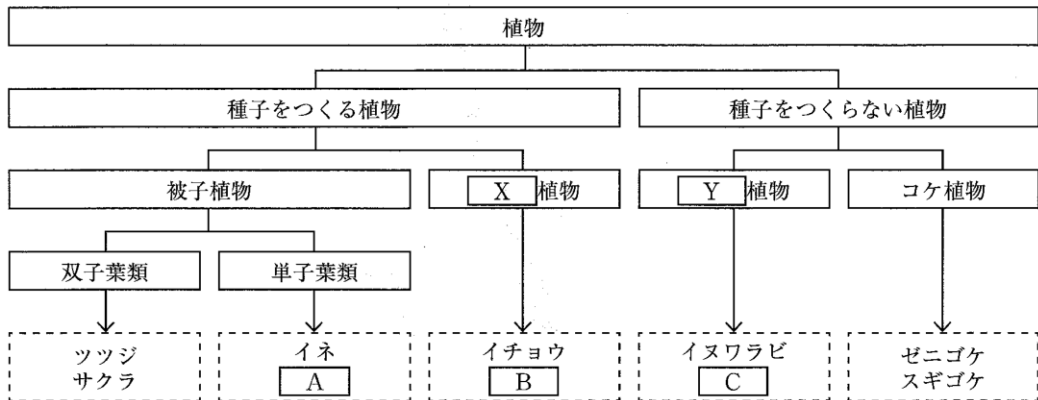 植物
種子をつくる植物
種子をつくらない植物
被子植物
X 植物
Y 植物
コケ植物
双子葉類
単子葉類
ツツジ
サクラ
イネ
A
イチョウ
B
イヌワラビ
C
ゼニゴケ
スギゴケ